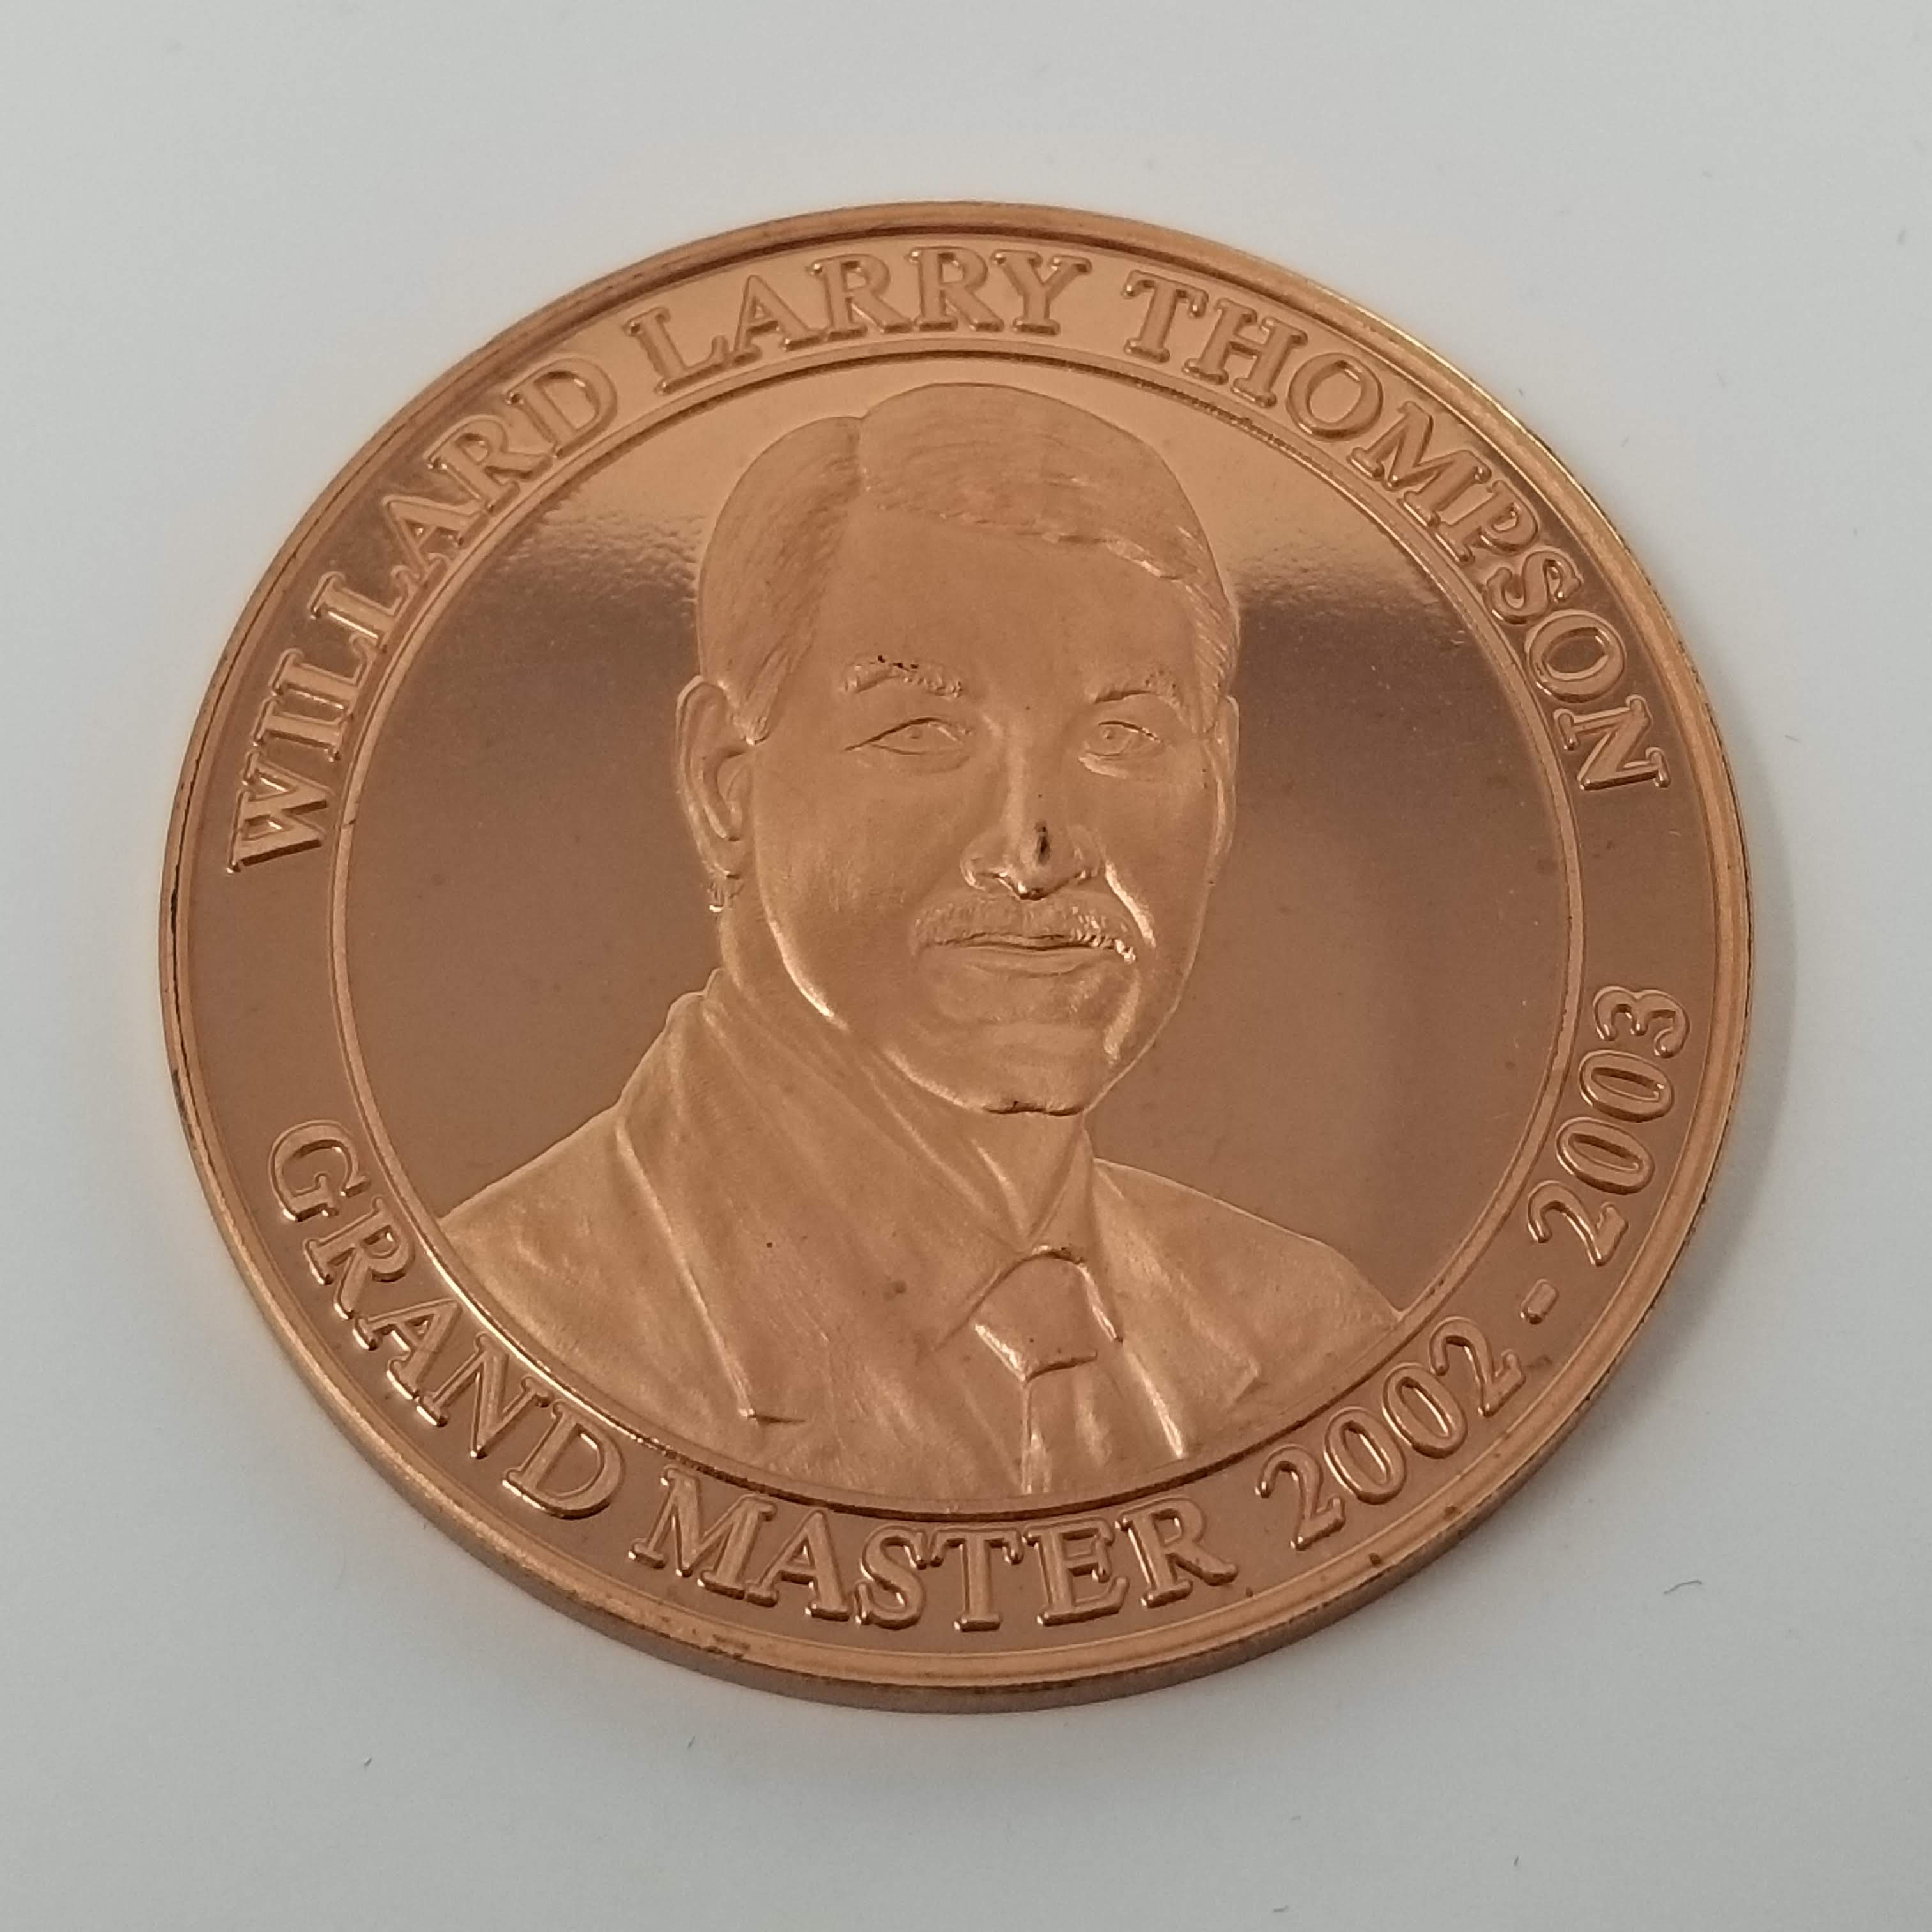 WILLARD LARRY THOMPSON
GRAND MASTER 2002 - 2003